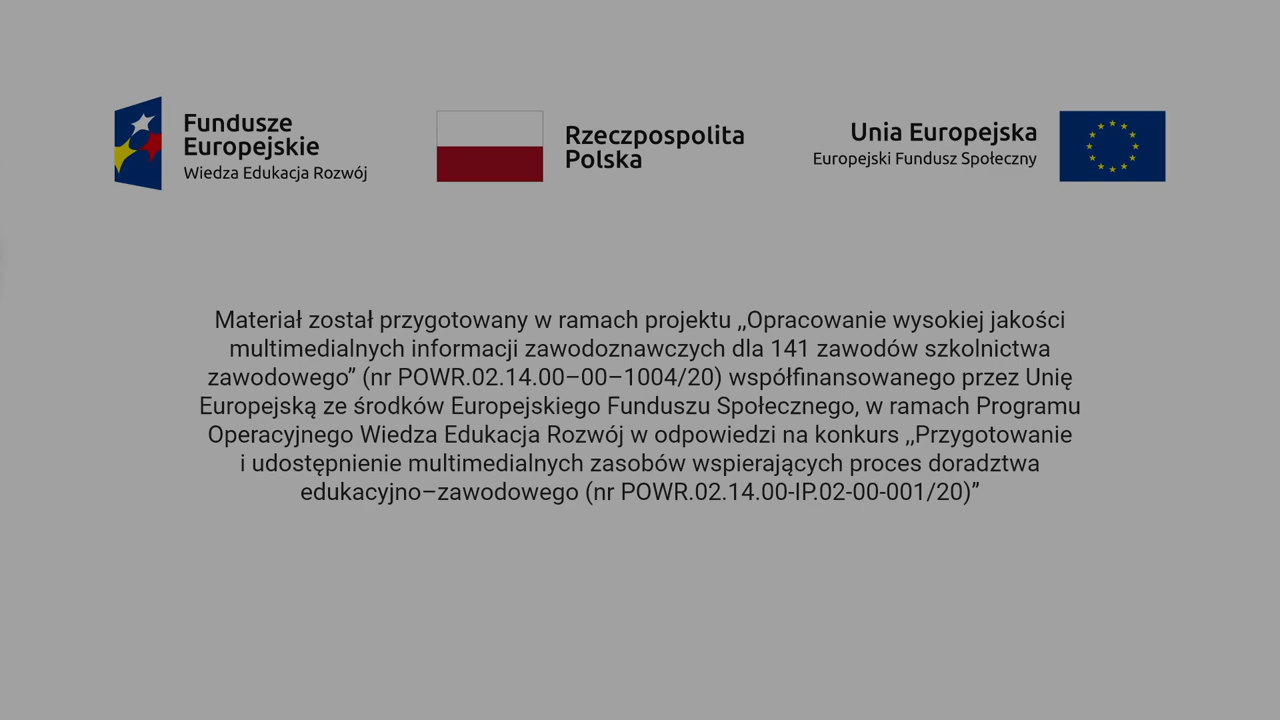 Fundusze
Europejskie
Wiedza Edukacja Rozwój
Rzeczpospolita
Polska
Unia Europejska
Europejski Fundusz Społeczny
Materiał został przygotowany w ramach projektu ,,Opracowanie wysokiej jakości
multimedialnych informacji zawodoznawczych dla 141 zawodów szkolnictwa
zawodowego” (nr POWR.02.14.00–00–1004/20) współfinansowanego przez Unię
Europejską ze środków Europejskiego Funduszu Społecznego, w ramach Programu
Operacyjnego Wiedza Edukacja Rozwój w odpowiedzi na konkurs ,,Przygotowanie
i udostępnienie multimedialnych zasobów wspierających proces doradztwa
edukacyjno–zawodowego (nr POWR.02.14.00-IP.02-00-001/20)”